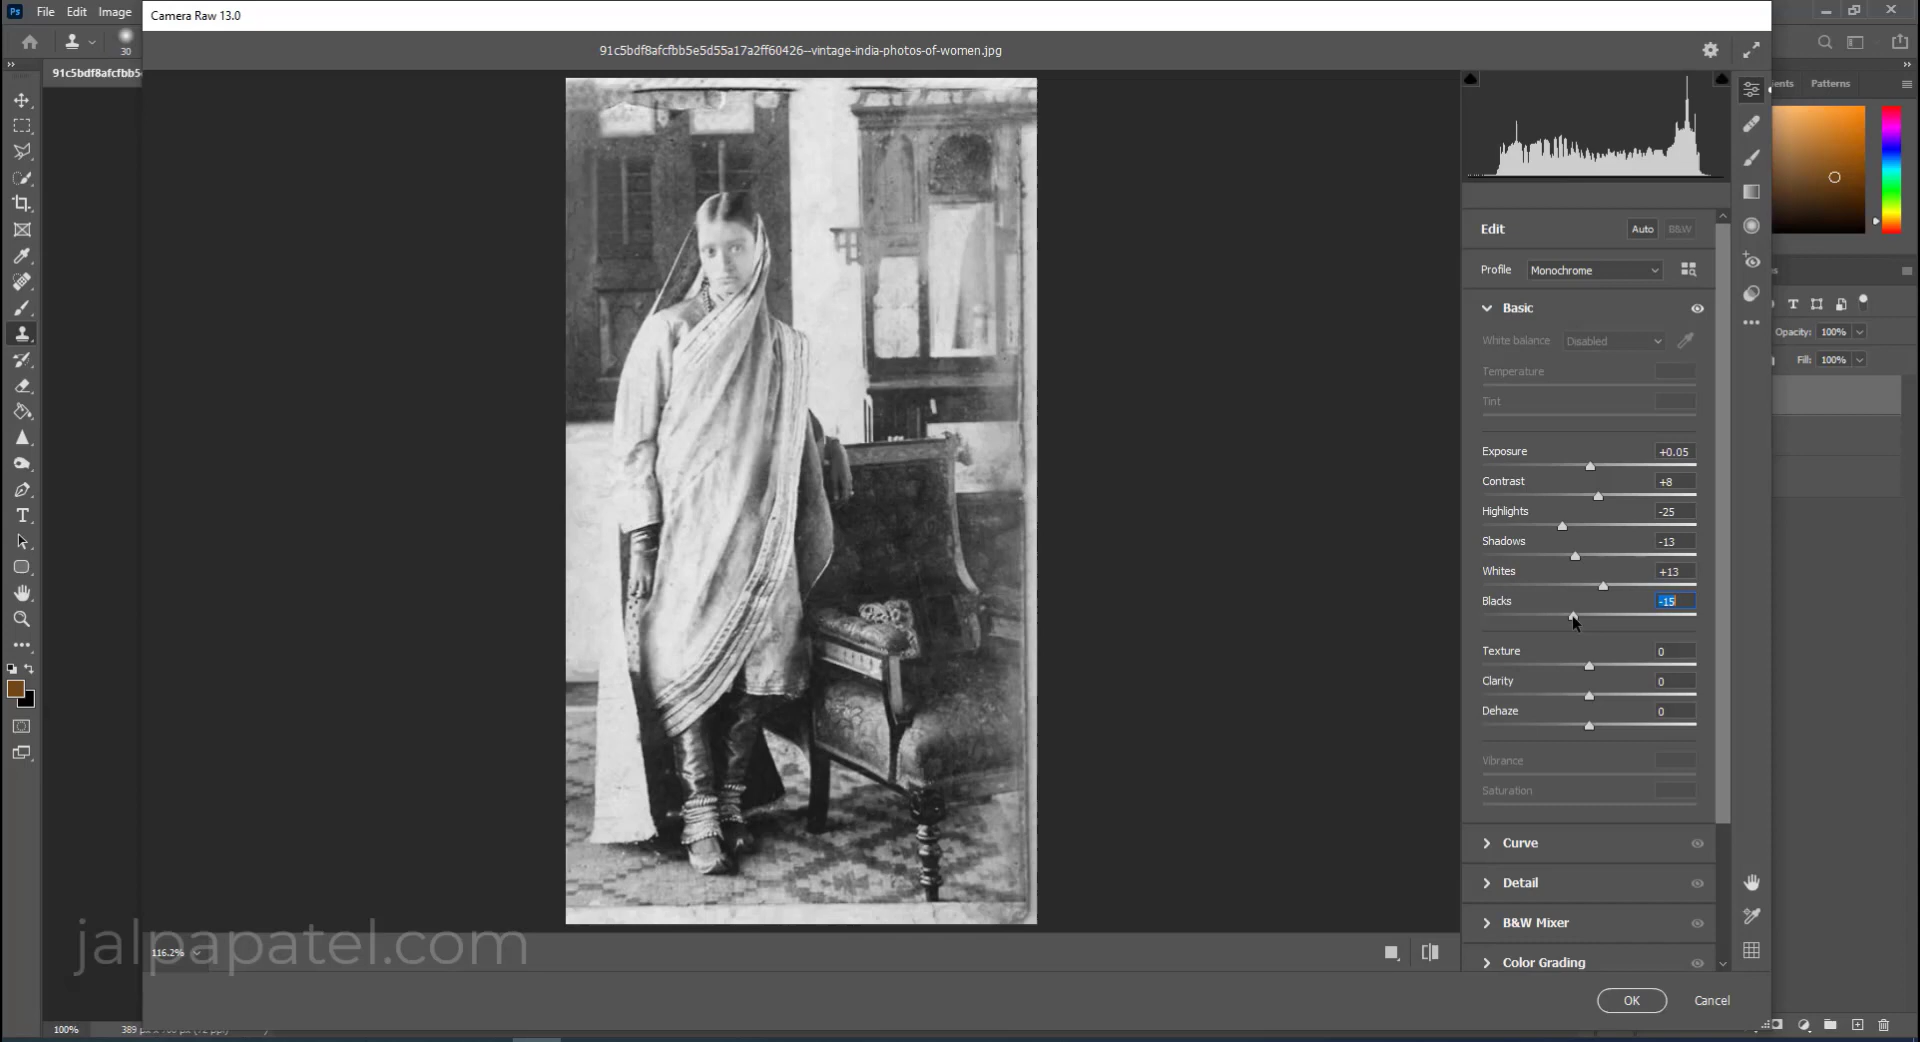 Ps File Edit Image
Camera Raw 13.0
30
91c5bdf8afcfbb5e5d55a17a2ff60426--vintage-india-photos-of-women.jpg
91c5bdf8afcfbb5
Patterns
Edit
Auto
B&W
Profile
Monochrome
Basic
White balance
Disabled
Temperature
Tint
Opacity: 100%
Fill: 100%
Exposure
+0.05
Contrast
+8
Highlights
-25
Shadows
-13
Whites
+13
Blacks
-15
Texture
0
Clarity
0
Dehaze
0
Vibrance
Saturation
Curve
Detail
B&W Mixer
Color Grading
jalpapatel.com
116.2%
OK
Cancel
100%
389